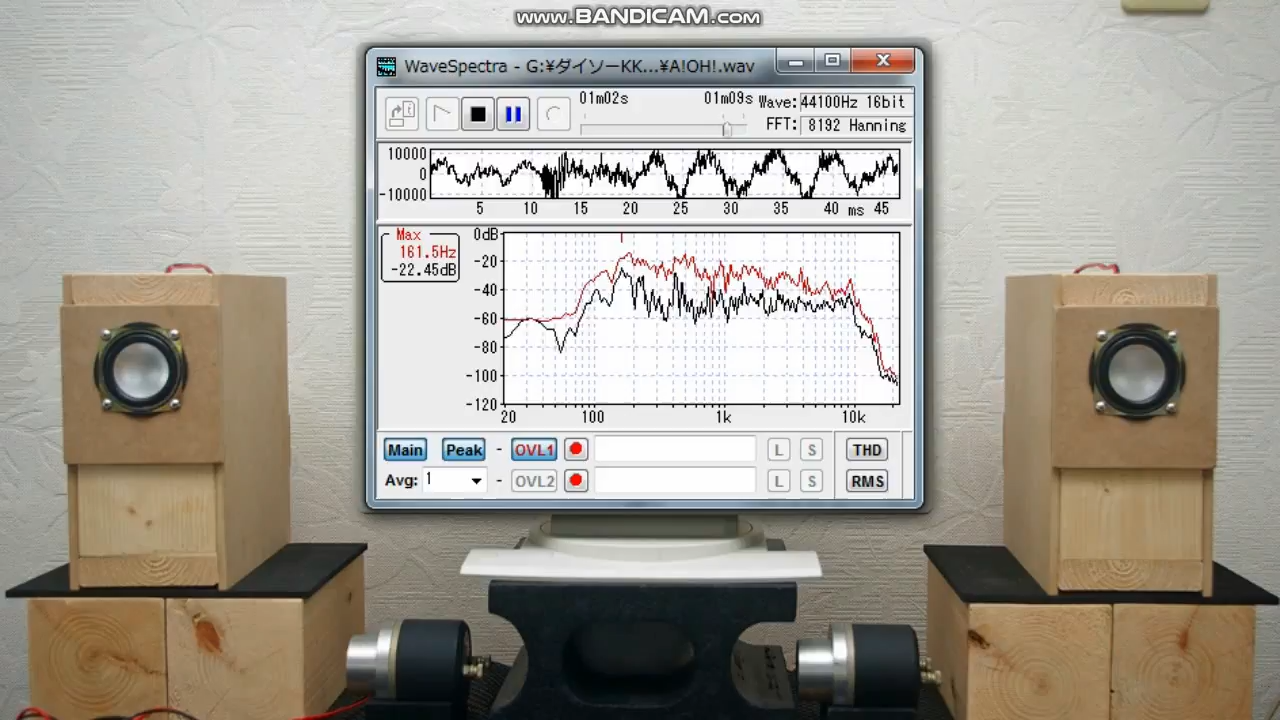 www.BANDICAM.com
WaveSpectra - G:¥ダイソーKK...¥A!OH!.wav
01m02s
01m09s
Wave: 44100Hz 16bit
FFT: 8192 Hanning
10000
0
-10000
5 10 15 20 25 30 35 40 ms 45
Max
161.5Hz
-22.45dB
0dB
-20
-40
-60
-80
-100
-120
20 100 1k 10k
Main Peak - OVL1 L S THD
Avg: 1 - OVL2 L S RMS